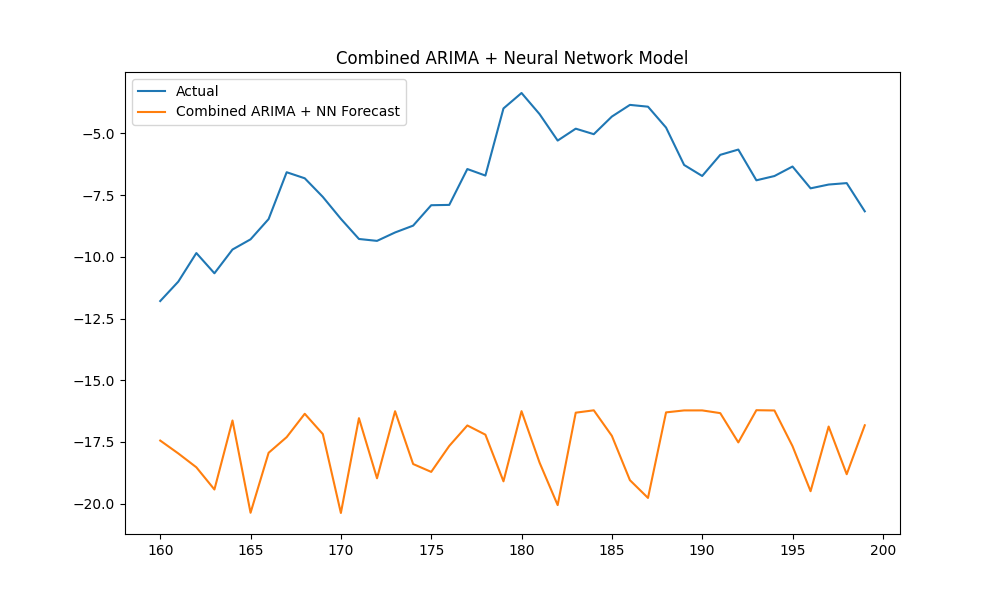 Combined ARIMA + Neural Network Model
Actual
Combined ARIMA + NN Forecast
−5.0
−7.5
−10.0
−12.5
−15.0
−17.5
−20.0
160 165 170 175 180 185 190 195 200